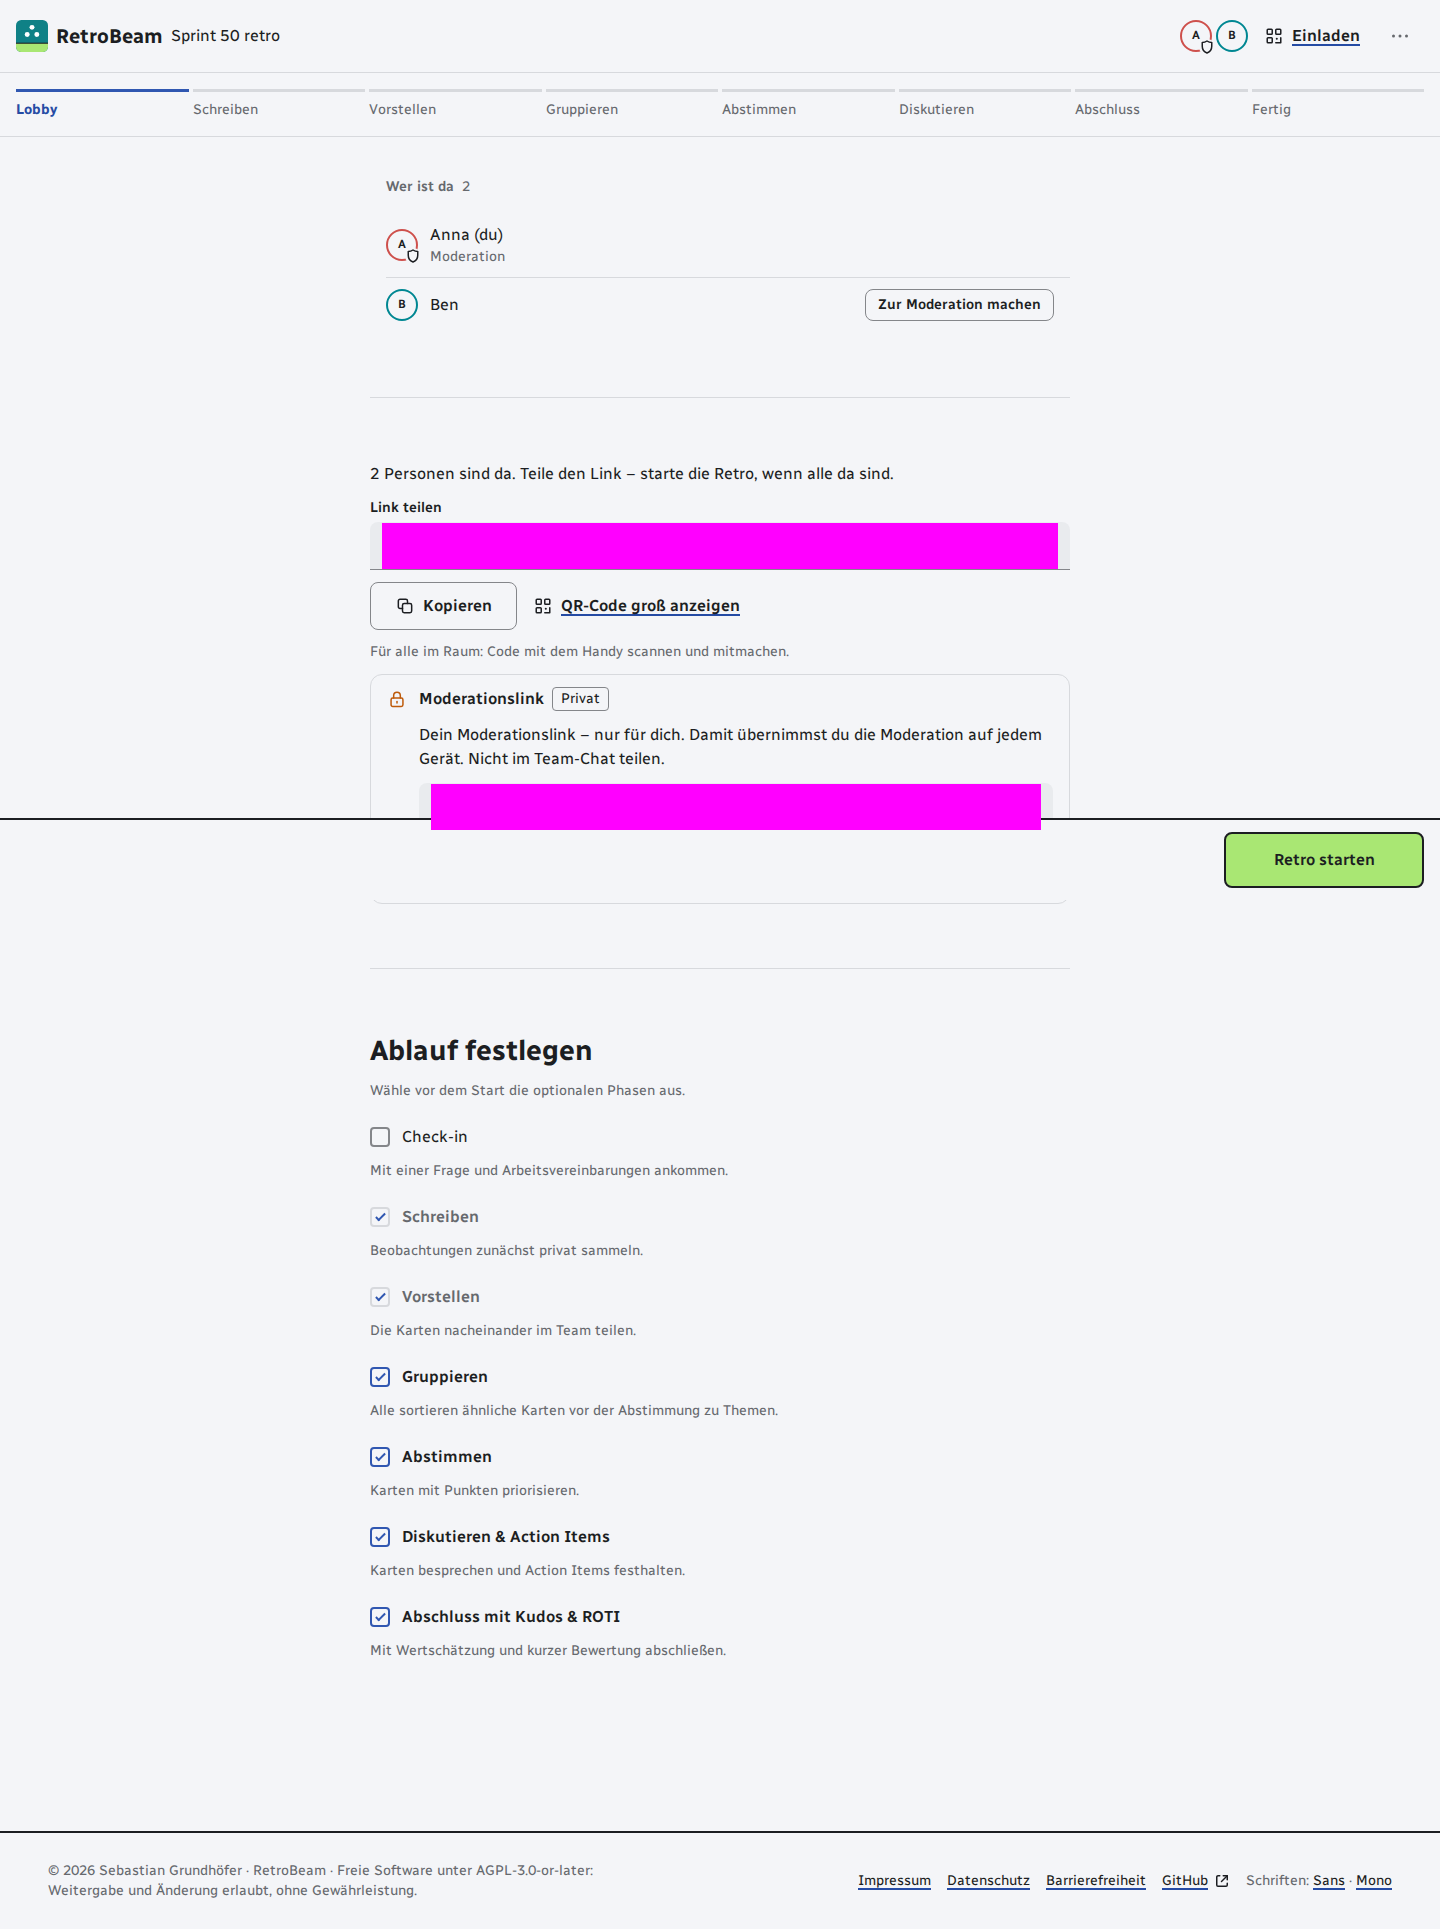 RetroBeam Sprint 50 retro
A B Einladen
Lobby Schreiben Vorstellen Gruppieren Abstimmen Diskutieren Abschluss Fertig
Wer ist da 2
A Anna (du)
Moderation
B Ben Zur Moderation machen
2 Personen sind da. Teile den Link – starte die Retro, wenn alle da sind.
Link teilen
Kopieren QR-Code groß anzeigen
Für alle im Raum: Code mit dem Handy scannen und mitmachen.
Moderationslink Privat
Dein Moderationslink – nur für dich. Damit übernimmst du die Moderation auf jedem
Gerät. Nicht im Team-Chat teilen.
Retro starten
Ablauf festlegen
Wähle vor dem Start die optionalen Phasen aus.
Check-in
Mit einer Frage und Arbeitsvereinbarungen ankommen.
Schreiben
Beobachtungen zunächst privat sammeln.
Vorstellen
Die Karten nacheinander im Team teilen.
Gruppieren
Alle sortieren ähnliche Karten vor der Abstimmung zu Themen.
Abstimmen
Karten mit Punkten priorisieren.
Diskutieren & Action Items
Karten besprechen und Action Items festhalten.
Abschluss mit Kudos & ROTI
Mit Wertschätzung und kurzer Bewertung abschließen.
© 2026 Sebastian Grundhöfer · RetroBeam · Freie Software unter AGPL-3.0-or-later:
Weitergabe und Änderung erlaubt, ohne Gewährleistung.
Impressum Datenschutz Barrierefreiheit GitHub Schriften: Sans · Mono